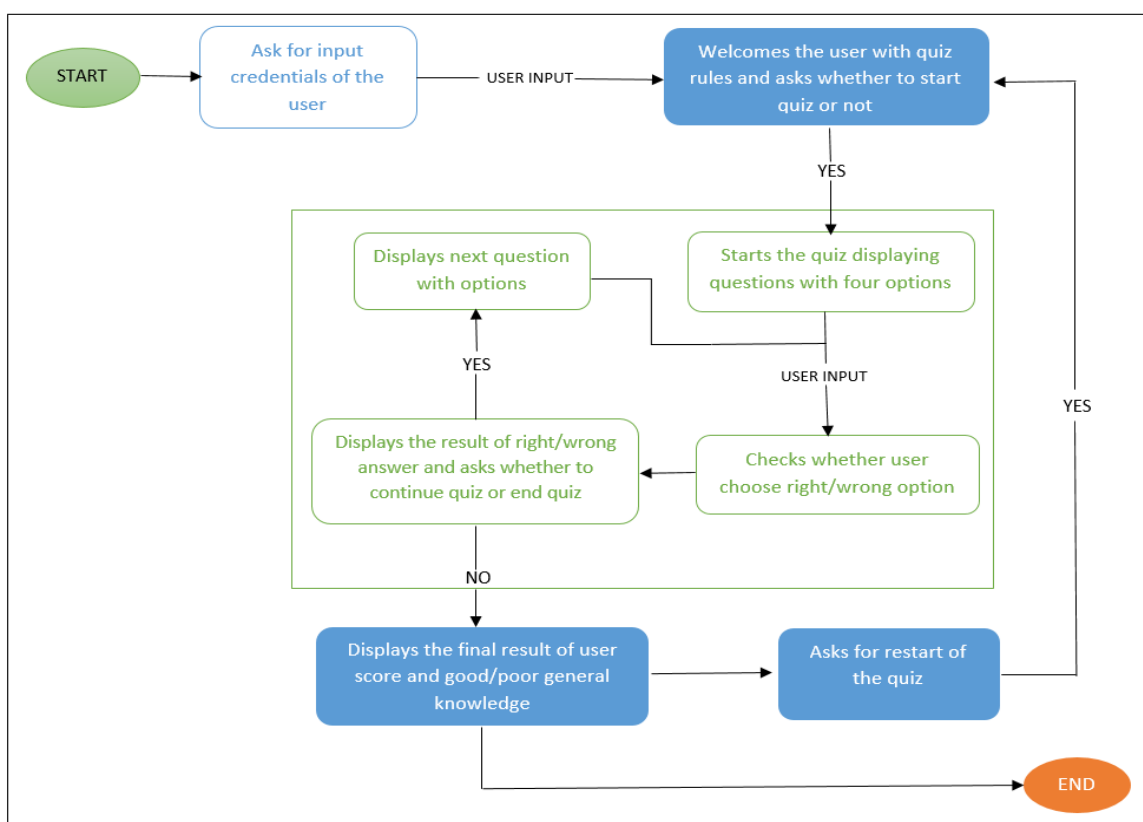 START
Ask for input
credentials of the
user
USER INPUT
Welcomes the user with quiz
rules and asks whether to start
quiz or not
YES
Displays next question
with options
Starts the quiz displaying
questions with four options
YES
USER INPUT
YES
Displays the result of right/wrong
answer and asks whether to
continue quiz or end quiz
Checks whether user
choose right/wrong option
NO
Displays the final result of user
score and good/poor general
knowledge
Asks for restart of
the quiz
END